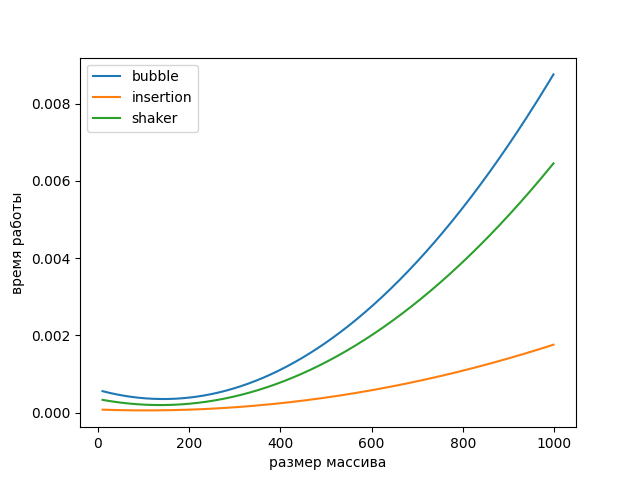 bubble
insertion
shaker
0.008
0.006
0.004
0.002
0.000
время работы
0 200 400 600 800 1000
размер массива